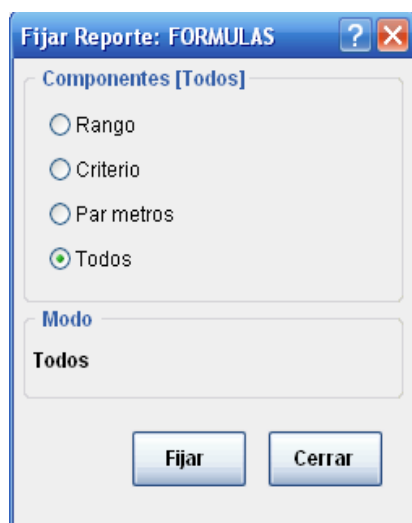 Fijar Reporte: FORMULAS
Componentes [Todos]
Rango
Criterio
Par metros
Todos
Modo
Todos
Fijar Cerrar